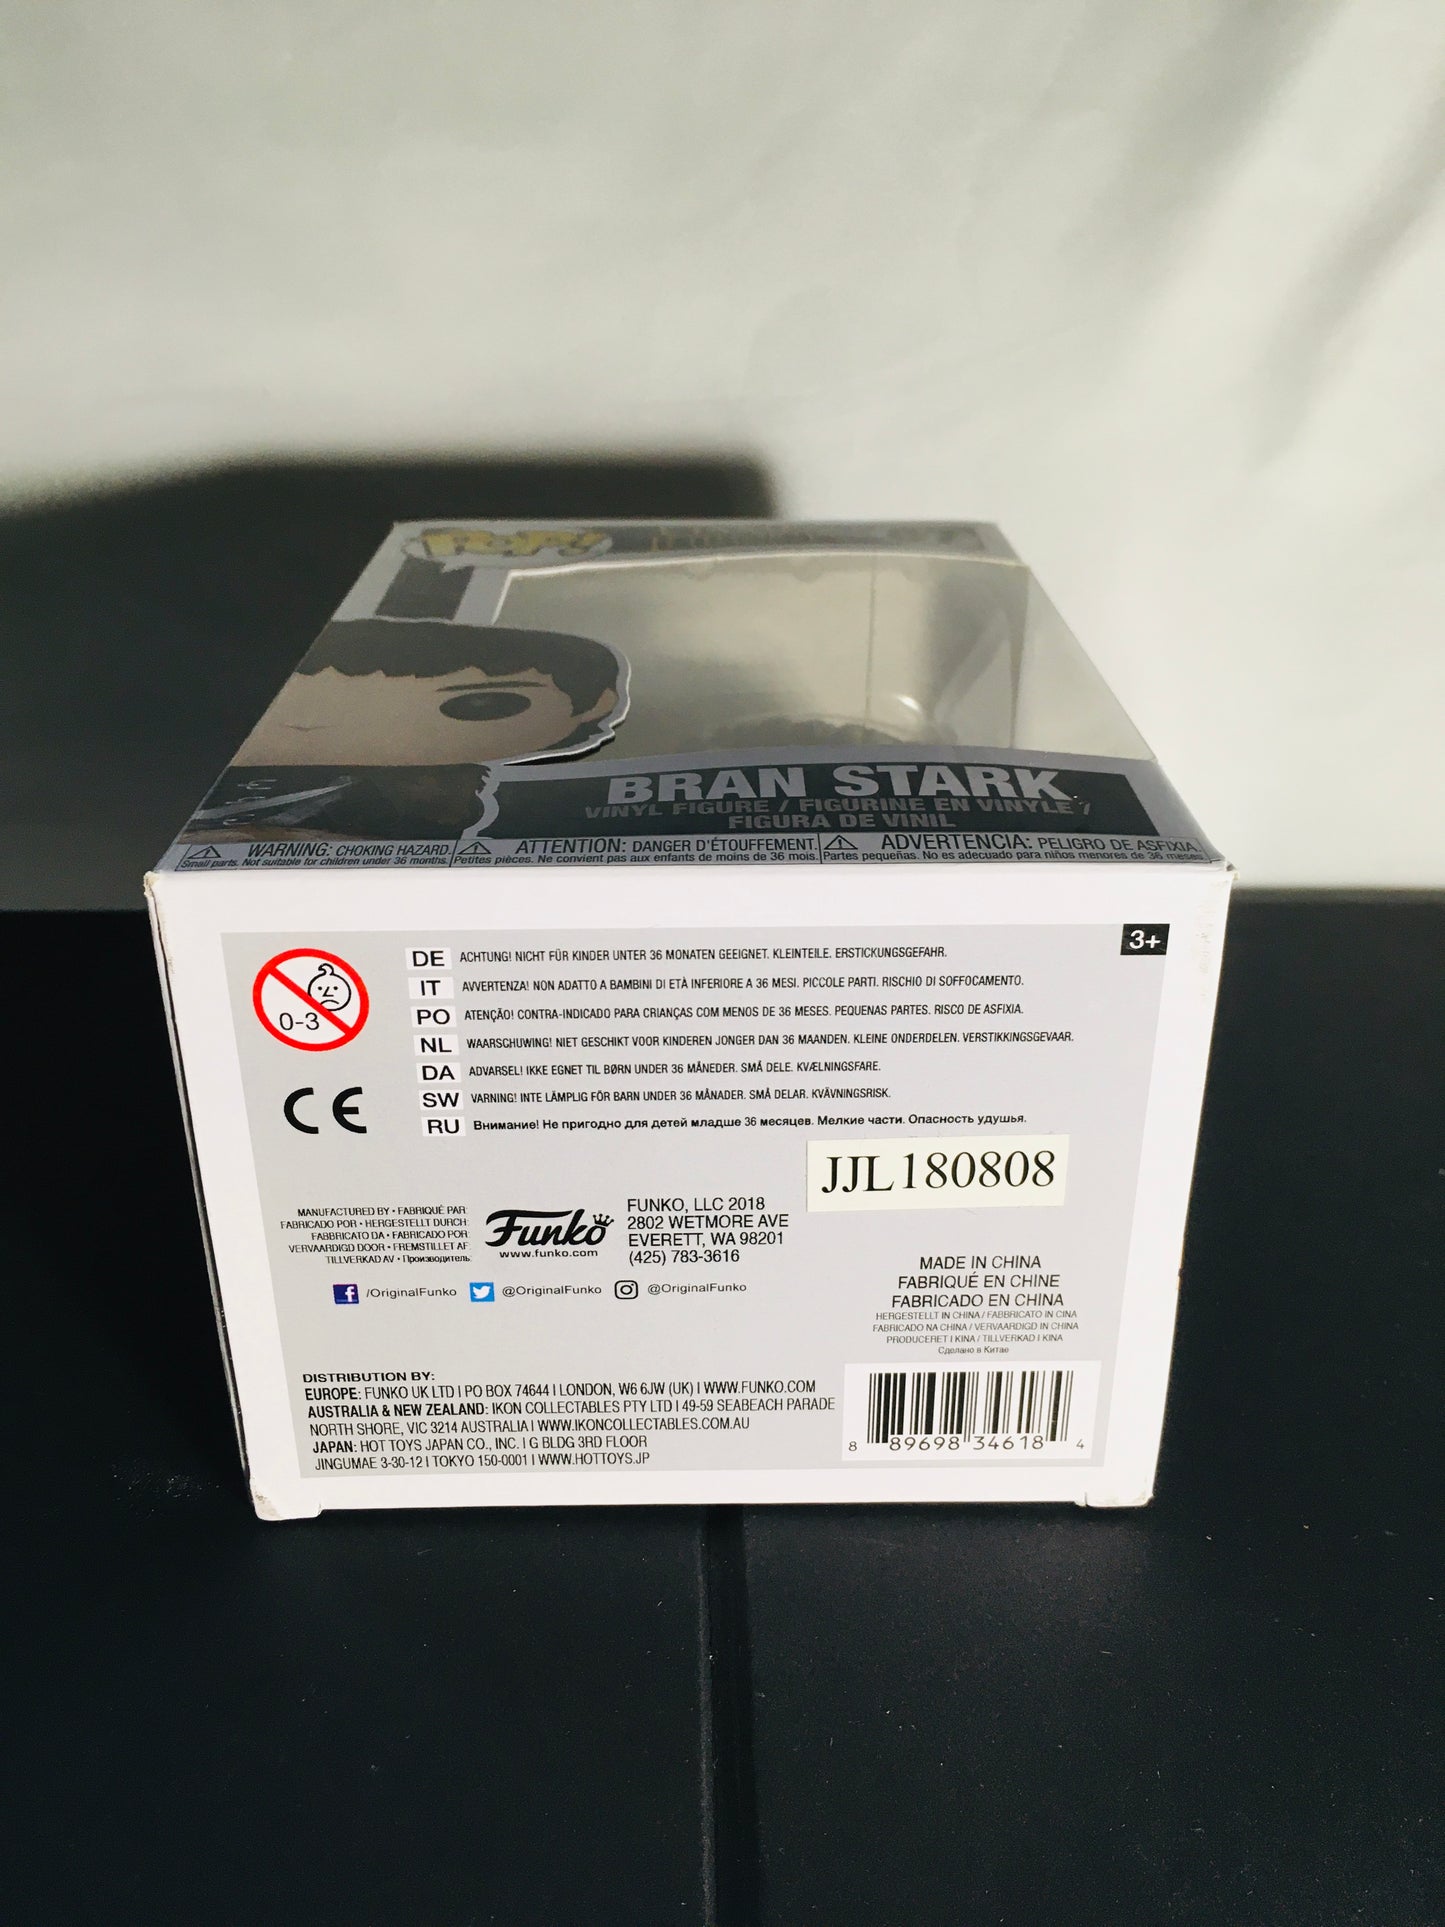 POP!
BRAN STARK
VINYL FIGURE / FIGURINE EN VINYLE /
FIGURA DE VINIL
WARNING: CHOKING HAZARD.
Small parts. Not suitable for children under 36 months.
ATTENTION: DANGER D'ÉTOUFFEMENT.
Petites pièces. Ne convient pas aux enfants de moins de 36 mois.
ADVERTENCIA: PELIGRO DE ASFIXIA.
Partes pequeñas. No es adecuado para niños menores de 36 meses
3+
0-3
DE ACHTUNG! NICHT FÜR KINDER UNTER 36 MONATEN GEEIGNET. KLEINTEILE. ERSTICKUNGSGEFAHR.
IT AVVERTENZA! NON ADATTO A BAMBINI DI ETÀ INFERIORE A 36 MESI. PICCOLE PARTI. RISCHIO DI SOFFOCAMENTO.
PO ATENÇÃO! CONTRA-INDICADO PARA CRIANÇAS COM MENOS DE 36 MESES. PEQUENAS PARTES. RISCO DE ASFIXIA.
NL WAARSCHUWING! NIET GESCHIKT VOOR KINDEREN JONGER DAN 36 MAANDEN. KLEINE ONDERDELEN. VERSTIKKINGSGEVAAR.
DA ADVARSEL! IKKE EGNET TIL BØRN UNDER 36 MÅNEDER. SMÅ DELE. KVÆLNINGSFARE.
SW VARNING! INTE LÄMPLIG FÖR BARN UNDER 36 MÅNADER. SMÅ DELAR. KVÄVNINGSRISK.
RU Внимание! Не пригодно для детей младше 36 месяцев. Мелкие части. Опасность удушья.
CE
JJL180808
MANUFACTURED BY • FABRIQUÉ PAR
FABRICADO POR • HERGESTELLT DURCH
FABBRICATO DA • FABRICADO POR:
VERVAARDIGD DOOR • FREMSTILLET AF
TILLVERKAD AV • Производитель
Funko
www.funko.com
FUNKO, LLC 2018
2802 WETMORE AVE
EVERETT, WA 98201
(425) 783-3616
f /OriginalFunko @OriginalFunko @OriginalFunko
MADE IN CHINA
FABRIQUÉ EN CHINE
FABRICADO EN CHINA
HERGESTELLT IN CHINA / FABBRICATO IN CINA
FABRICADO NA CHINA / VERVAARDIGD IN CHINA
PRODUCERET I KINA / TILLVERKAD I KINA
Сделано в Китае
DISTRIBUTION BY:
EUROPE: FUNKO UK LTD I PO BOX 74644 I LONDON, W6 6JW (UK) I WWW.FUNKO.COM
AUSTRALIA & NEW ZEALAND: IKON COLLECTABLES PTY LTD I 49-59 SEABEACH PARADE
NORTH SHORE, VIC 3214 AUSTRALIA I WWW.IKONCOLLECTABLES.COM.AU
JAPAN: HOT TOYS JAPAN CO., INC. I G BLDG 3RD FLOOR
JINGUMAE 3-30-12 I TOKYO 150-0001 I WWW.HOTTOYS.JP
8 89698 34618 4